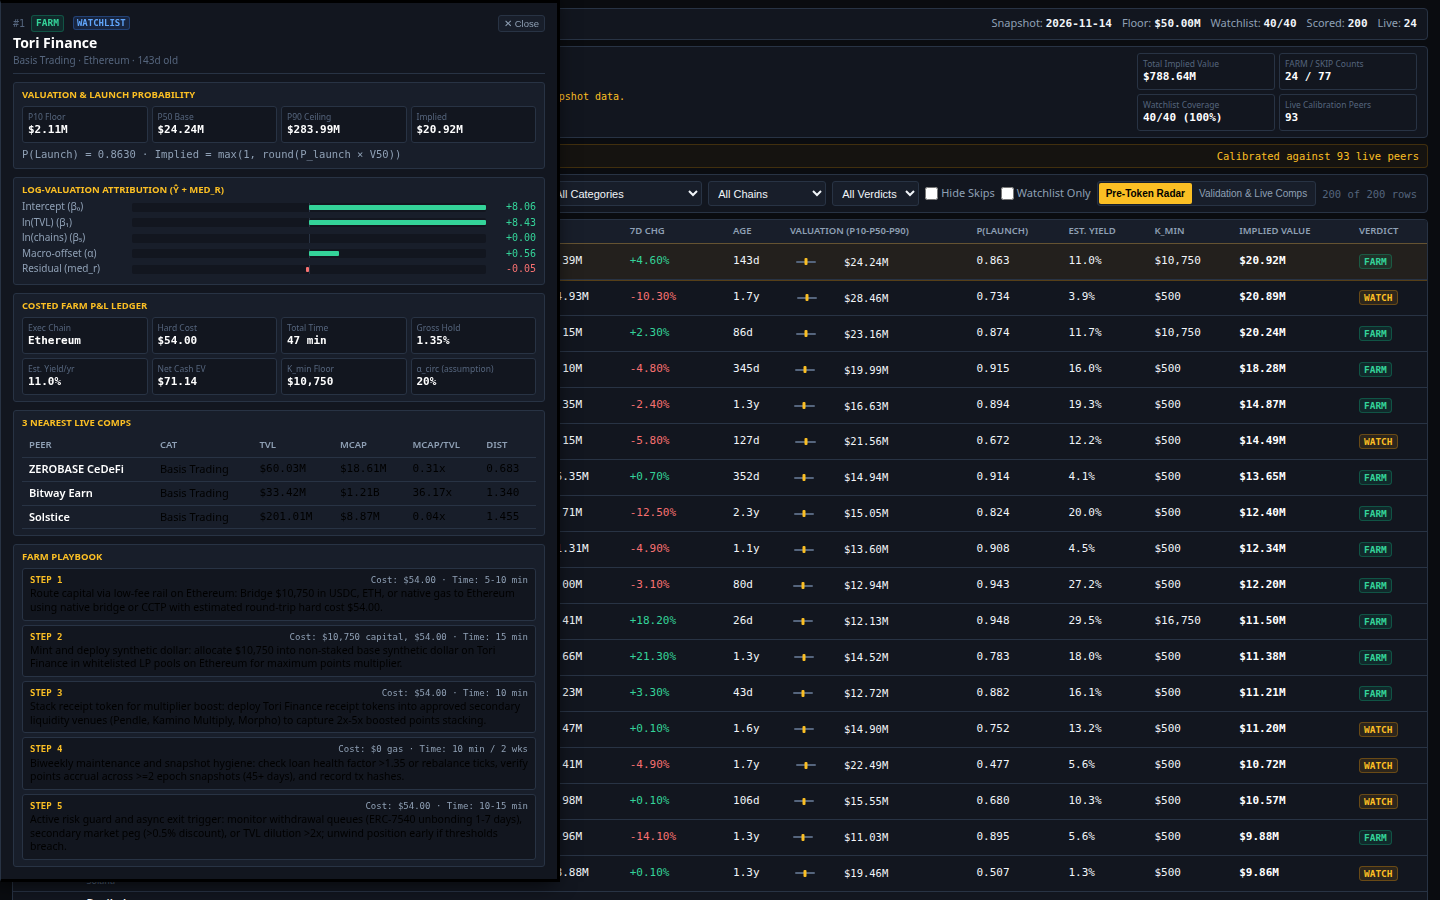 #1 FARM WATCHLIST ✕ Close
Tori Finance
Basis Trading · Ethereum · 143d old
VALUATION & LAUNCH PROBABILITY
P10 Floor P50 Base P90 Ceiling Implied
$2.11M $24.24M $283.99M $20.92M
P(Launch) = 0.8630 · Implied = max(1, round(P_launch × V50))
LOG-VALUATION ATTRIBUTION (Ŷ + MED_R)
Intercept (β₀) +8.06
ln(TVL) (β₁) +8.43
ln(chains) (β₅) +0.00
Macro-offset (α) +0.56
Residual (med_r) -0.05
COSTED FARM P&L LEDGER
Exec Chain Hard Cost Total Time Gross Hold
Ethereum $54.00 47 min 1.35%
Est. Yield/yr Net Cash EV K_min Floor α_circ (assumption)
11.0% $71.14 $10,750 20%
3 NEAREST LIVE COMPS
PEER CAT TVL MCAP MCAP/TVL DIST
ZEROBASE CeDeFi Basis Trading $60.03M $18.61M 0.31x 0.683
Bitway Earn Basis Trading $33.42M $1.21B 36.17x 1.340
Solstice Basis Trading $201.01M $8.87M 0.04x 1.455
FARM PLAYBOOK
STEP 1 Cost: $54.00 · Time: 5-10 min
Route capital via low-fee rail on Ethereum: Bridge $10,750 in USDC, ETH, or native gas to Ethereum
using native bridge or CCTP with estimated round-trip hard cost $54.00.
STEP 2 Cost: $10,750 capital, $54.00 · Time: 15 min
Mint and deploy synthetic dollar: allocate $10,750 into non-staked base synthetic dollar on Tori
Finance in whitelisted LP pools on Ethereum for maximum points multiplier.
STEP 3 Cost: $54.00 · Time: 10 min
Stack receipt token for multiplier boost: deploy Tori Finance receipt tokens into approved secondary
liquidity venues (Pendle, Kamino Multiply, Morpho) to capture 2x-5x boosted points stacking.
STEP 4 Cost: $0 gas · Time: 10 min / 2 wks
Biweekly maintenance and snapshot hygiene: check loan health factor >1.35 or rebalance ticks, verify
points accrual across >=2 epoch snapshots (45+ days), and record tx hashes.
STEP 5 Cost: $54.00 · Time: 10-15 min
Active risk guard and async exit trigger: monitor withdrawal queues (ERC-7540 unbonding 1-7 days),
secondary market peg (>0.5% discount), or TVL dilution >2x; unwind position early if thresholds
breach.
Snapshot: 2026-11-14 Floor: $50.00M Watchlist: 40/40 Scored: 200 Live: 24
pshot data.
Total Implied Value FARM / SKIP Counts
$788.64M 24 / 77
Watchlist Coverage Live Calibration Peers
40/40 (100%) 93
Calibrated against 93 live peers
All Categories All Chains All Verdicts Hide Skips Watchlist Only Pre-Token Radar Validation & Live Comps 200 of 200 rows
7D CHG AGE VALUATION (P10-P50-P90) P(LAUNCH) EST. YIELD K_MIN IMPLIED VALUE VERDICT
39M +4.60% 143d $24.24M 0.863 11.0% $10,750 $20.92M FARM
.93M -10.30% 1.7y $28.46M 0.734 3.9% $500 $20.89M WATCH
15M +2.30% 86d $23.16M 0.874 11.7% $10,750 $20.24M FARM
10M -4.80% 345d $19.99M 0.915 16.0% $500 $18.28M FARM
35M -2.40% 1.3y $16.63M 0.894 19.3% $500 $14.87M FARM
15M -5.80% 127d $21.56M 0.672 12.2% $500 $14.49M WATCH
.35M +0.70% 352d $14.94M 0.914 4.1% $500 $13.65M FARM
71M -12.50% 2.3y $15.05M 0.824 20.0% $500 $12.40M FARM
.31M -4.90% 1.1y $13.60M 0.908 4.5% $500 $12.34M FARM
00M -3.10% 80d $12.94M 0.943 27.2% $500 $12.20M FARM
41M +18.20% 26d $12.13M 0.948 29.5% $16,750 $11.50M FARM
66M +21.30% 1.3y $14.52M 0.783 18.0% $500 $11.38M FARM
23M +3.30% 43d $12.72M 0.882 16.1% $500 $11.21M FARM
47M +0.10% 1.6y $14.90M 0.752 13.2% $500 $11.20M WATCH
41M -4.90% 1.7y $22.49M 0.477 5.6% $500 $10.72M WATCH
98M +0.10% 106d $15.55M 0.680 10.3% $500 $10.57M WATCH
96M -14.10% 1.3y $11.03M 0.895 5.6% $500 $9.88M FARM
.88M +0.10% 1.3y $19.46M 0.507 1.3% $500 $9.86M WATCH